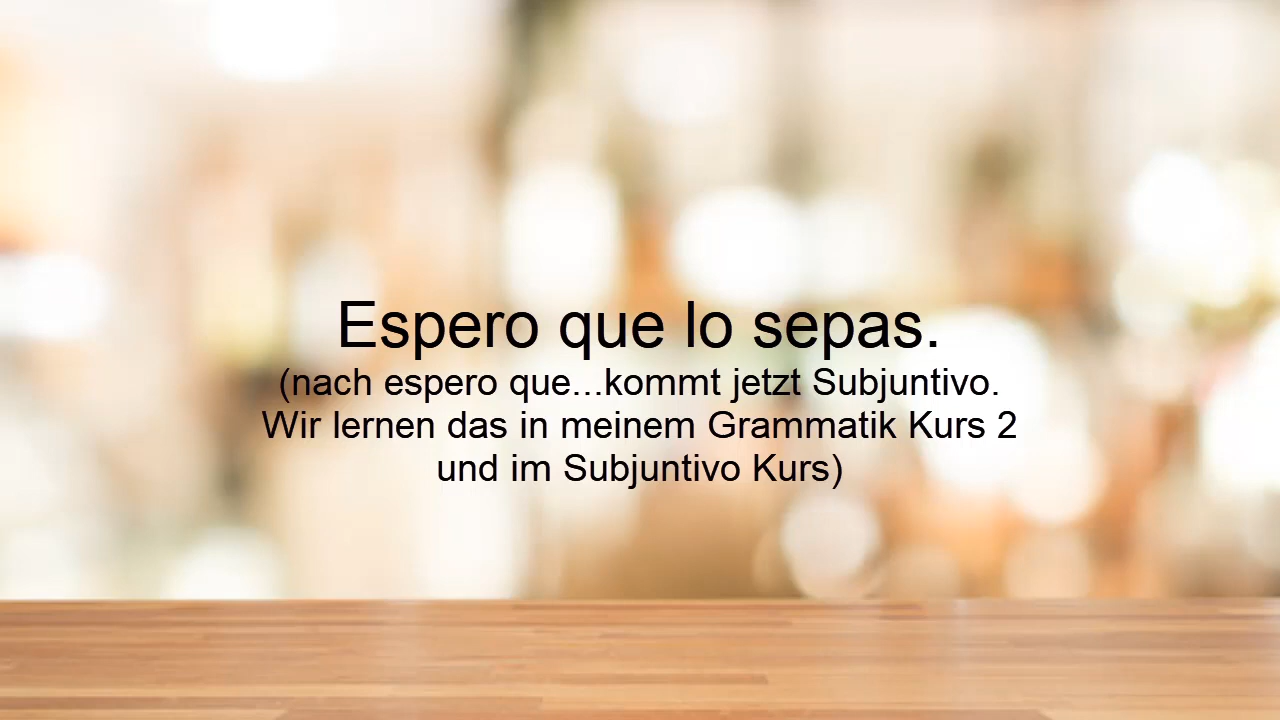 Espero que lo sepas.
(nach espero que...kommt jetzt Subjuntivo.
Wir lernen das in meinem Grammatik Kurs 2
und im Subjuntivo Kurs)